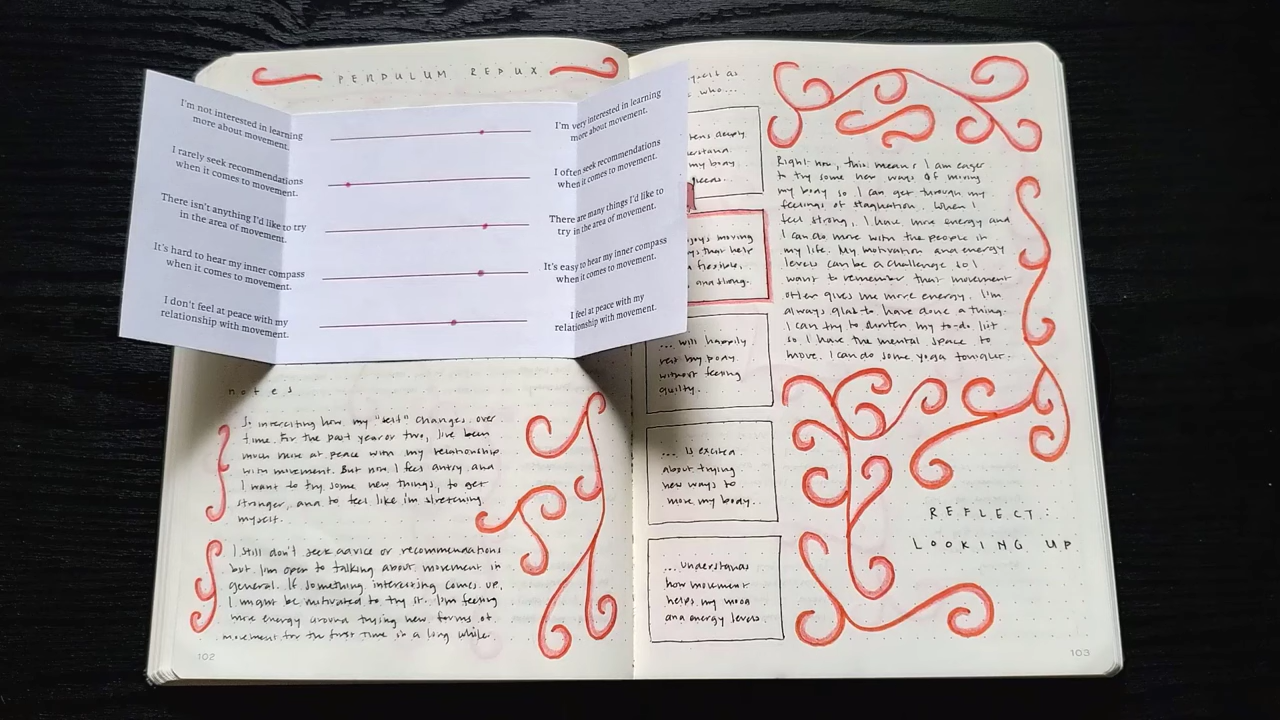 PENDULUM REDUX
I'm not interested in learning
more about movement.
I'm very interested in learning
more about movement.
I rarely seek recommendations
when it comes to movement.
I often seek recommendations
when it comes to movement.
There isn't anything I'd like to try
in the area of movement.
There are many things I'd like to
try in the area of movement.
It's hard to hear my inner compass
when it comes to movement.
It's easy to hear my inner compass
when it comes to movement.
I don't feel at peace with my
relationship with movement.
I feel at peace with my
relationship with movement.
notes
So interesting how my "self" changes over
time. For the past year or two, I've been
much more at peace with my relationship
with movement. But now, I feel antsy and
I want to try some new things, to get
stronger, and to feel like I'm stretching
myself.
I still don't seek advice or recommendations
but I'm open to talking about movement in
general. If something interesting comes up,
I might be motivated to try it. I'm feeling
more energy around trying new forms of
movement for the first time in a long while.
102
as
who...
deeply
my body
needs...
moving
that help
flexible,
and strong.
... will happily
rest my body
without feeling
guilty.
... is excited
about trying
new ways to
move my body.
... understands
how movement
helps my mood
and energy levels
Right now, this means I am eager
to try some new ways of moving
my body so I can get through my
feelings of stagnation. When I
feel strong, I have more energy and
I can do more with the people in
my life. My motivation and energy
levels can be a challenge so I
want to remember that movement
often gives me more energy. I'm
always glad to have done a thing.
I can try to shorten my to-do list
so I have the mental space to
move. I can do some yoga tonight.
REFLECT:
LOOKING UP
103